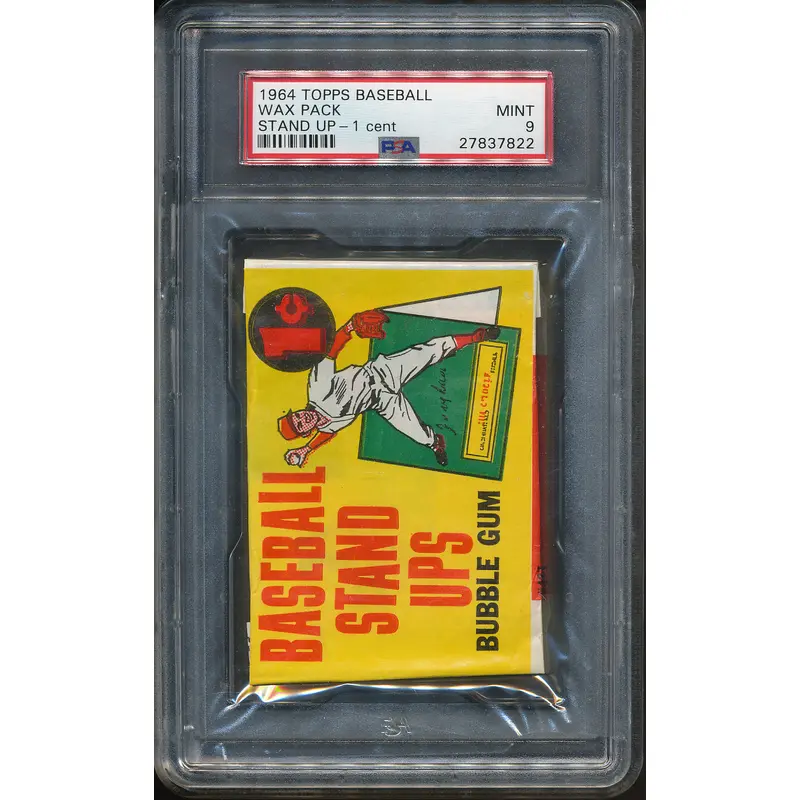 1964 TOPPS BASEBALL
WAX PACK MINT
STAND UP - 1 cent 9
PSA 27837822
1¢
BASEBALL
STAND
UPS
BUBBLE GUM